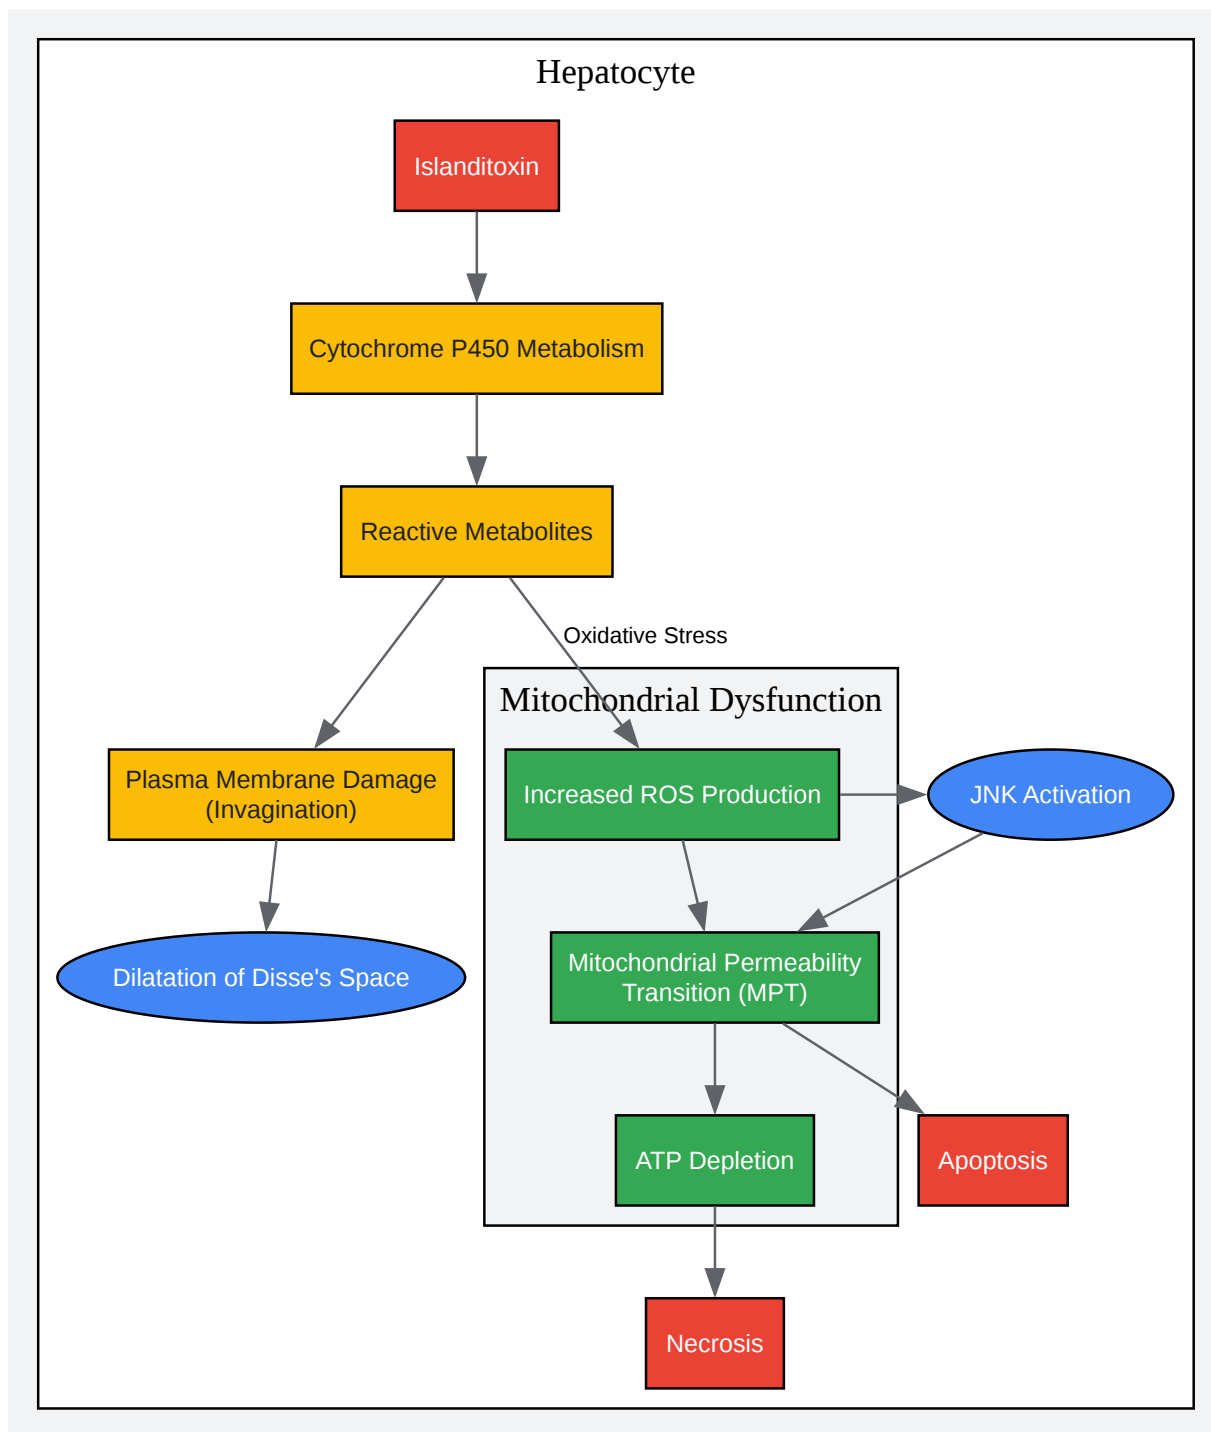 Hepatocyte
Islanditoxin
Cytochrome P450 Metabolism
Reactive Metabolites
Oxidative Stress
Mitochondrial Dysfunction
Plasma Membrane Damage
(Invagination)
Increased ROS Production
JNK Activation
Dilatation of Disse's Space
Mitochondrial Permeability
Transition (MPT)
ATP Depletion
Apoptosis
Necrosis